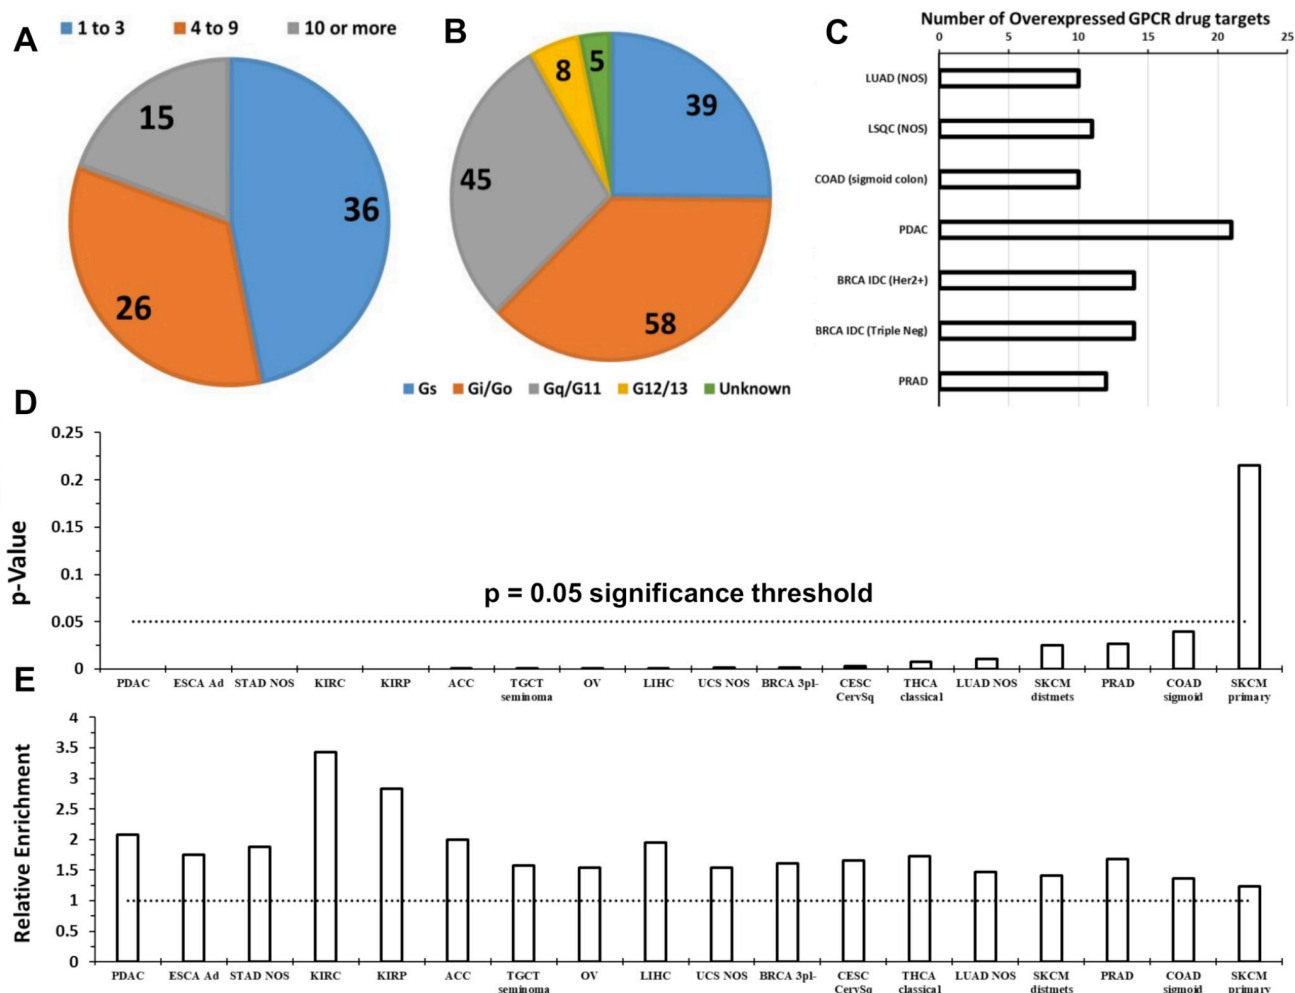 A
1 to 3
4 to 9
10 or more
15
36
26
B
8
5
39
45
58
Gs
Gi/Go
Gq/G11
G12/13
Unknown
C
Number of Overexpressed GPCR drug targets
0 5 10 15 20 25
LUAD (NOS)
LSQC (NOS)
COAD (sigmoid colon)
PDAC
BRCA IDC (Her2+)
BRCA IDC (Triple Neg)
PRAD
D
p-Value
0.25
0.2
0.15
0.1
0.05
0
p = 0.05 significance threshold
PDAC ESCA Ad STAD NOS KIRC KIRP ACC TGCT OV LIHC UCS NOS BRCA 3pl- CESC THCA LUAD NOS SKCM PRAD COAD SKCM
seminoma CervSq classical distmets sigmoid primary
E
Relative Enrichment
4
3.5
3
2.5
2
1.5
1
0.5
0
PDAC ESCA Ad STAD NOS KIRC KIRP ACC TGCT OV LIHC UCS NOS BRCA 3pl- CESC THCA LUAD NOS SKCM PRAD COAD SKCM
seminoma CervSq classical distmets sigmoid primary